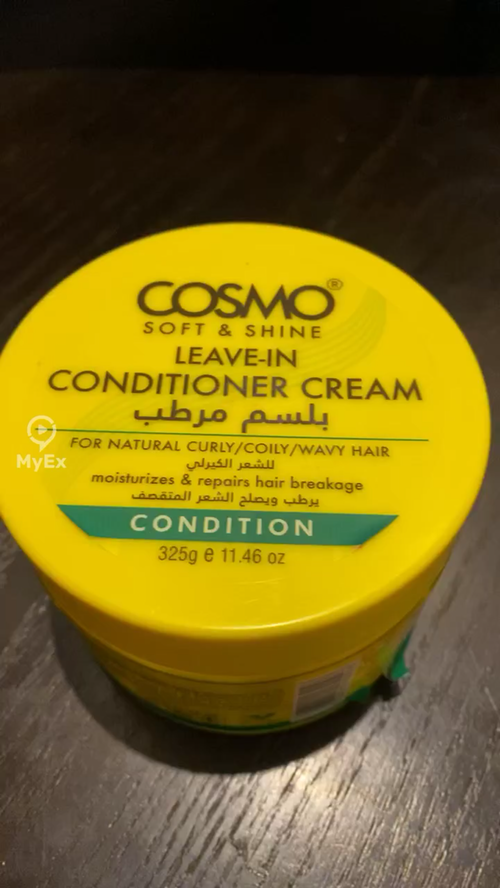 COSMO®
SOFT & SHINE
LEAVE-IN
CONDITIONER CREAM
بلسم مرطب
FOR NATURAL CURLY/COILY/WAVY HAIR
للشعر الكيرلي
moisturizes & repairs hair breakage
يرطب ويصلح الشعر المتقصف
CONDITION
325g e 11.46 oz
MyEx